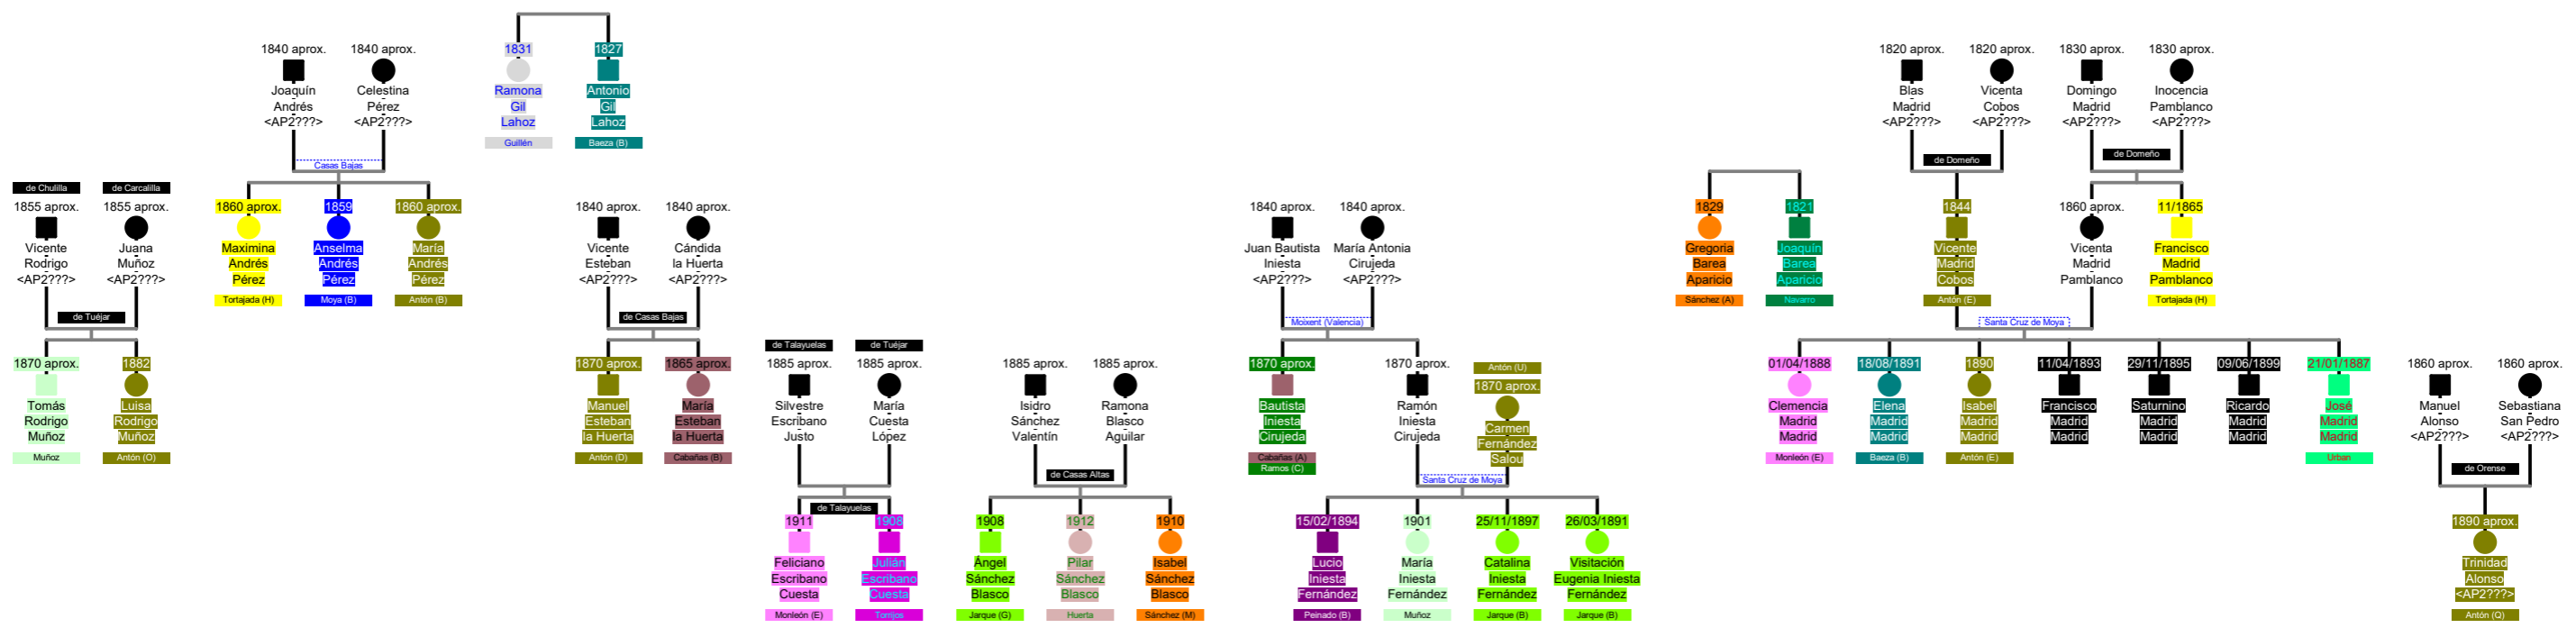 de Chulilla
1855 aprox.
Vicente
Rodrigo
<AP2???>
de Carcalilla
1855 aprox.
Juana
Muñoz
<AP2???>
de Tuéjar
1870 aprox.
Tomás
Rodrigo
Muñoz
Muñoz
1882
Luisa
Rodrigo
Muñoz
Antón (O)
1840 aprox.
Joaquín
Andrés
<AP2???>
1840 aprox.
Celestina
Pérez
<AP2???>
Casas Bajas
1860 aprox.
Maximina
Andrés
Pérez
Tortajada (H)
1859
Anselma
Andrés
Pérez
Moya (B)
1860 aprox.
María
Andrés
Pérez
Antón (B)
1831
Ramona
Gil
Lahoz
Guillén
1827
Antonio
Gil
Lahoz
Baeza (B)
1840 aprox.
Vicente
Esteban
<AP2???>
1840 aprox.
Cándida
la Huerta
<AP2???>
de Casas Bajas
1870 aprox.
Manuel
Esteban
la Huerta
Antón (D)
1865 aprox.
María
Esteban
la Huerta
Cabañas (B)
de Talayuelas
1885 aprox.
Silvestre
Escribano
Justo
de Tuéjar
1885 aprox.
María
Cuesta
López
de Talayuelas
1911
Feliciano
Escribano
Cuesta
Monleón (E)
1908
Julián
Escribano
Cuesta
Torrijos
1885 aprox.
Isidro
Sánchez
Valentín
1885 aprox.
Ramona
Blasco
Aguilar
de Casas Altas
1908
Ángel
Sánchez
Blasco
Jarque (G)
1912
Pilar
Sánchez
Blasco
Huerta
1910
Isabel
Sánchez
Blasco
Sánchez (M)
1840 aprox.
Juan Bautista
Iniesta
<AP2???>
1840 aprox.
María Antonia
Cirujeda
<AP2???>
Moixent (Valencia)
1870 aprox.
Bautista
Iniesta
Cirujeda
Cabañas (A)
Ramos (C)
1870 aprox.
Ramón
Iniesta
Cirujeda
Antón (U)
1870 aprox.
Carmen
Fernández
Salou
Santa Cruz de Moya
15/02/1894
Lucio
Iniesta
Fernández
Peinado (B)
1901
María
Iniesta
Fernández
Muñoz
25/11/1897
Catalina
Iniesta
Fernández
Jarque (B)
26/03/1891
Visitación
Eugenia Iniesta
Fernández
Jarque (B)
1829
Gregoria
Barea
Aparicio
Sánchez (A)
1821
Joaquín
Barea
Aparicio
Navarro
1820 aprox.
Blas
Madrid
<AP2???>
1820 aprox.
Vicenta
Cobos
<AP2???>
de Domeño
1830 aprox.
Domingo
Madrid
<AP2???>
1830 aprox.
Inocencia
Pamblanco
<AP2???>
de Domeño
1844
Vicente
Madrid
Cobos
Antón (E)
1860 aprox.
Vicenta
Madrid
Pamblanco
11/1865
Francisco
Madrid
Pamblanco
Tortajada (H)
Santa Cruz de Moya
01/04/1888
Clemencia
Madrid
Madrid
Monleón (E)
18/08/1891
Elena
Madrid
Madrid
Baeza (B)
1890
Isabel
Madrid
Madrid
Antón (E)
11/04/1893
Francisco
Madrid
Madrid
29/11/1895
Saturnino
Madrid
Madrid
09/06/1899
Ricardo
Madrid
Madrid
21/01/1887
José
Madrid
Madrid
Urban
1860 aprox.
Manuel
Alonso
<AP2???>
1860 aprox.
Sebastiana
San Pedro
<AP2???>
de Orense
1890 aprox.
Trinidad
Alonso
<AP2???>
Antón (Q)